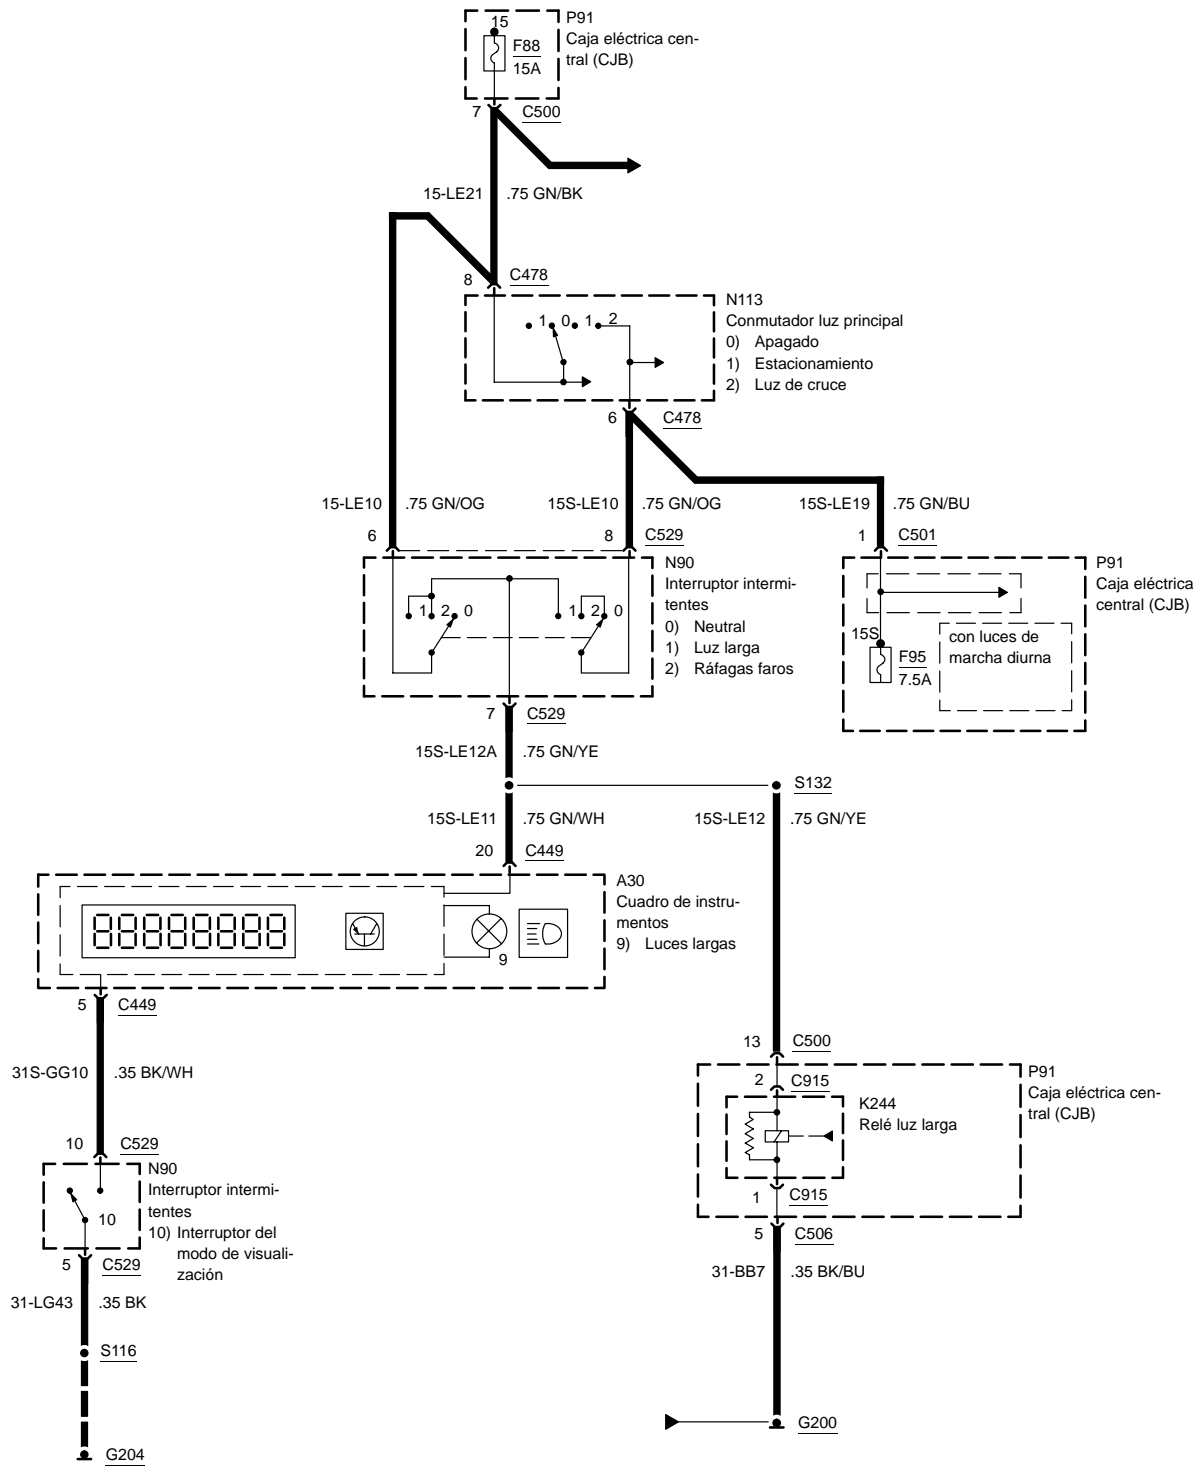 15
P91
Caja eléctrica cen-
tral (CJB)
F88
15A
7
C500
15-LE21
.75 GN/BK
8
C478
N113
Conmutador luz principal
0) Apagado
1) Estacionamiento
2) Luz de cruce
1 0 1 2
6
C478
15-LE10
.75 GN/OG
15S-LE10
.75 GN/OG
15S-LE19
.75 GN/BU
6
8
C529
1
C501
N90
Interruptor intermi-
tentes
0) Neutral
1) Luz larga
2) Ráfagas faros
1 2 0
1 2 0
P91
Caja eléctrica
central (CJB)
15S
F95
7.5A
con luces de
marcha diurna
7
C529
15S-LE12A
.75 GN/YE
S132
15S-LE11
.75 GN/WH
15S-LE12
.75 GN/YE
20
C449
A30
Cuadro de instru-
mentos
9) Luces largas
88888888
9
5
C449
31S-GG10
.35 BK/WH
13
C500
P91
Caja eléctrica cen-
tral (CJB)
2
C915
K244
Relé luz larga
1
C915
5
C506
31-BB7
.35 BK/BU
10
C529
N90
Interruptor intermi-
tentes
10) Interruptor del
modo de visuali-
zación
10
5
C529
31-LG43
.35 BK
S116
G204
G200